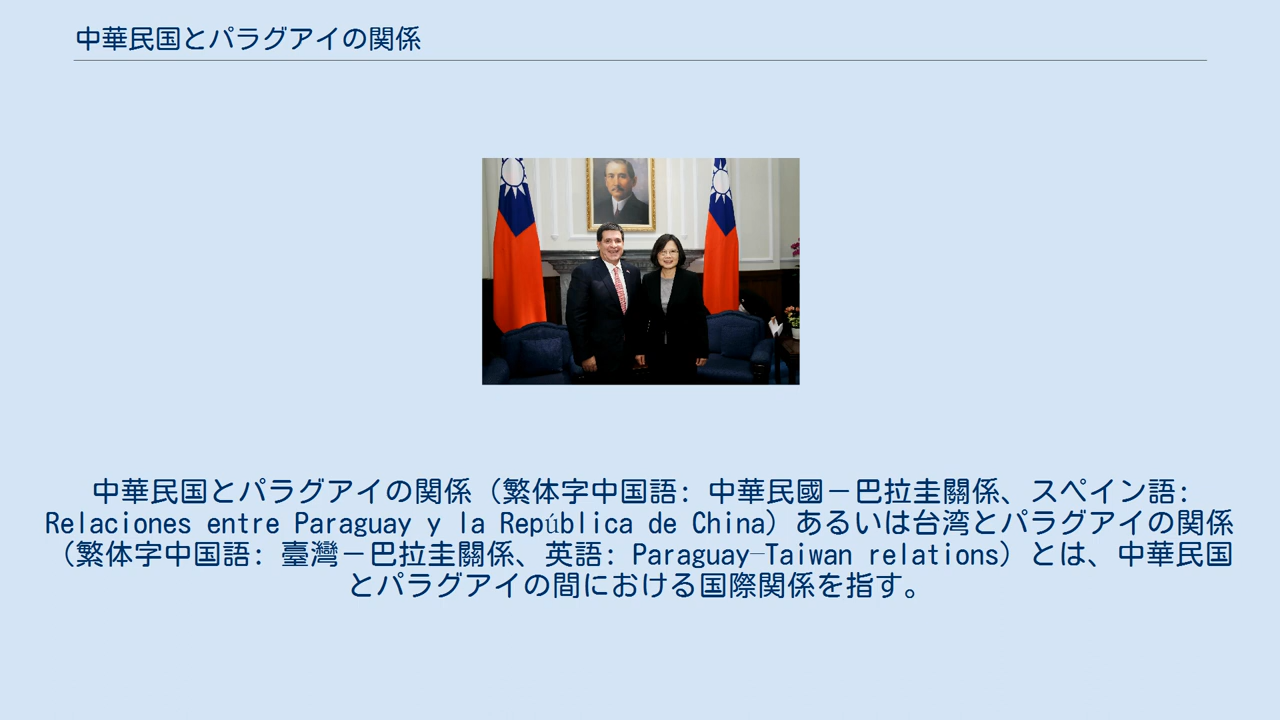 中華民国とパラグアイの関係
中華民国とパラグアイの関係（繁体字中国語: 中華民國－巴拉圭關係、スペイン語:
Relaciones entre Paraguay y la República de China）あるいは台湾とパラグアイの関係
（繁体字中国語: 臺灣－巴拉圭關係、英語: Paraguay–Taiwan relations）とは、中華民国
とパラグアイの間における国際関係を指す。